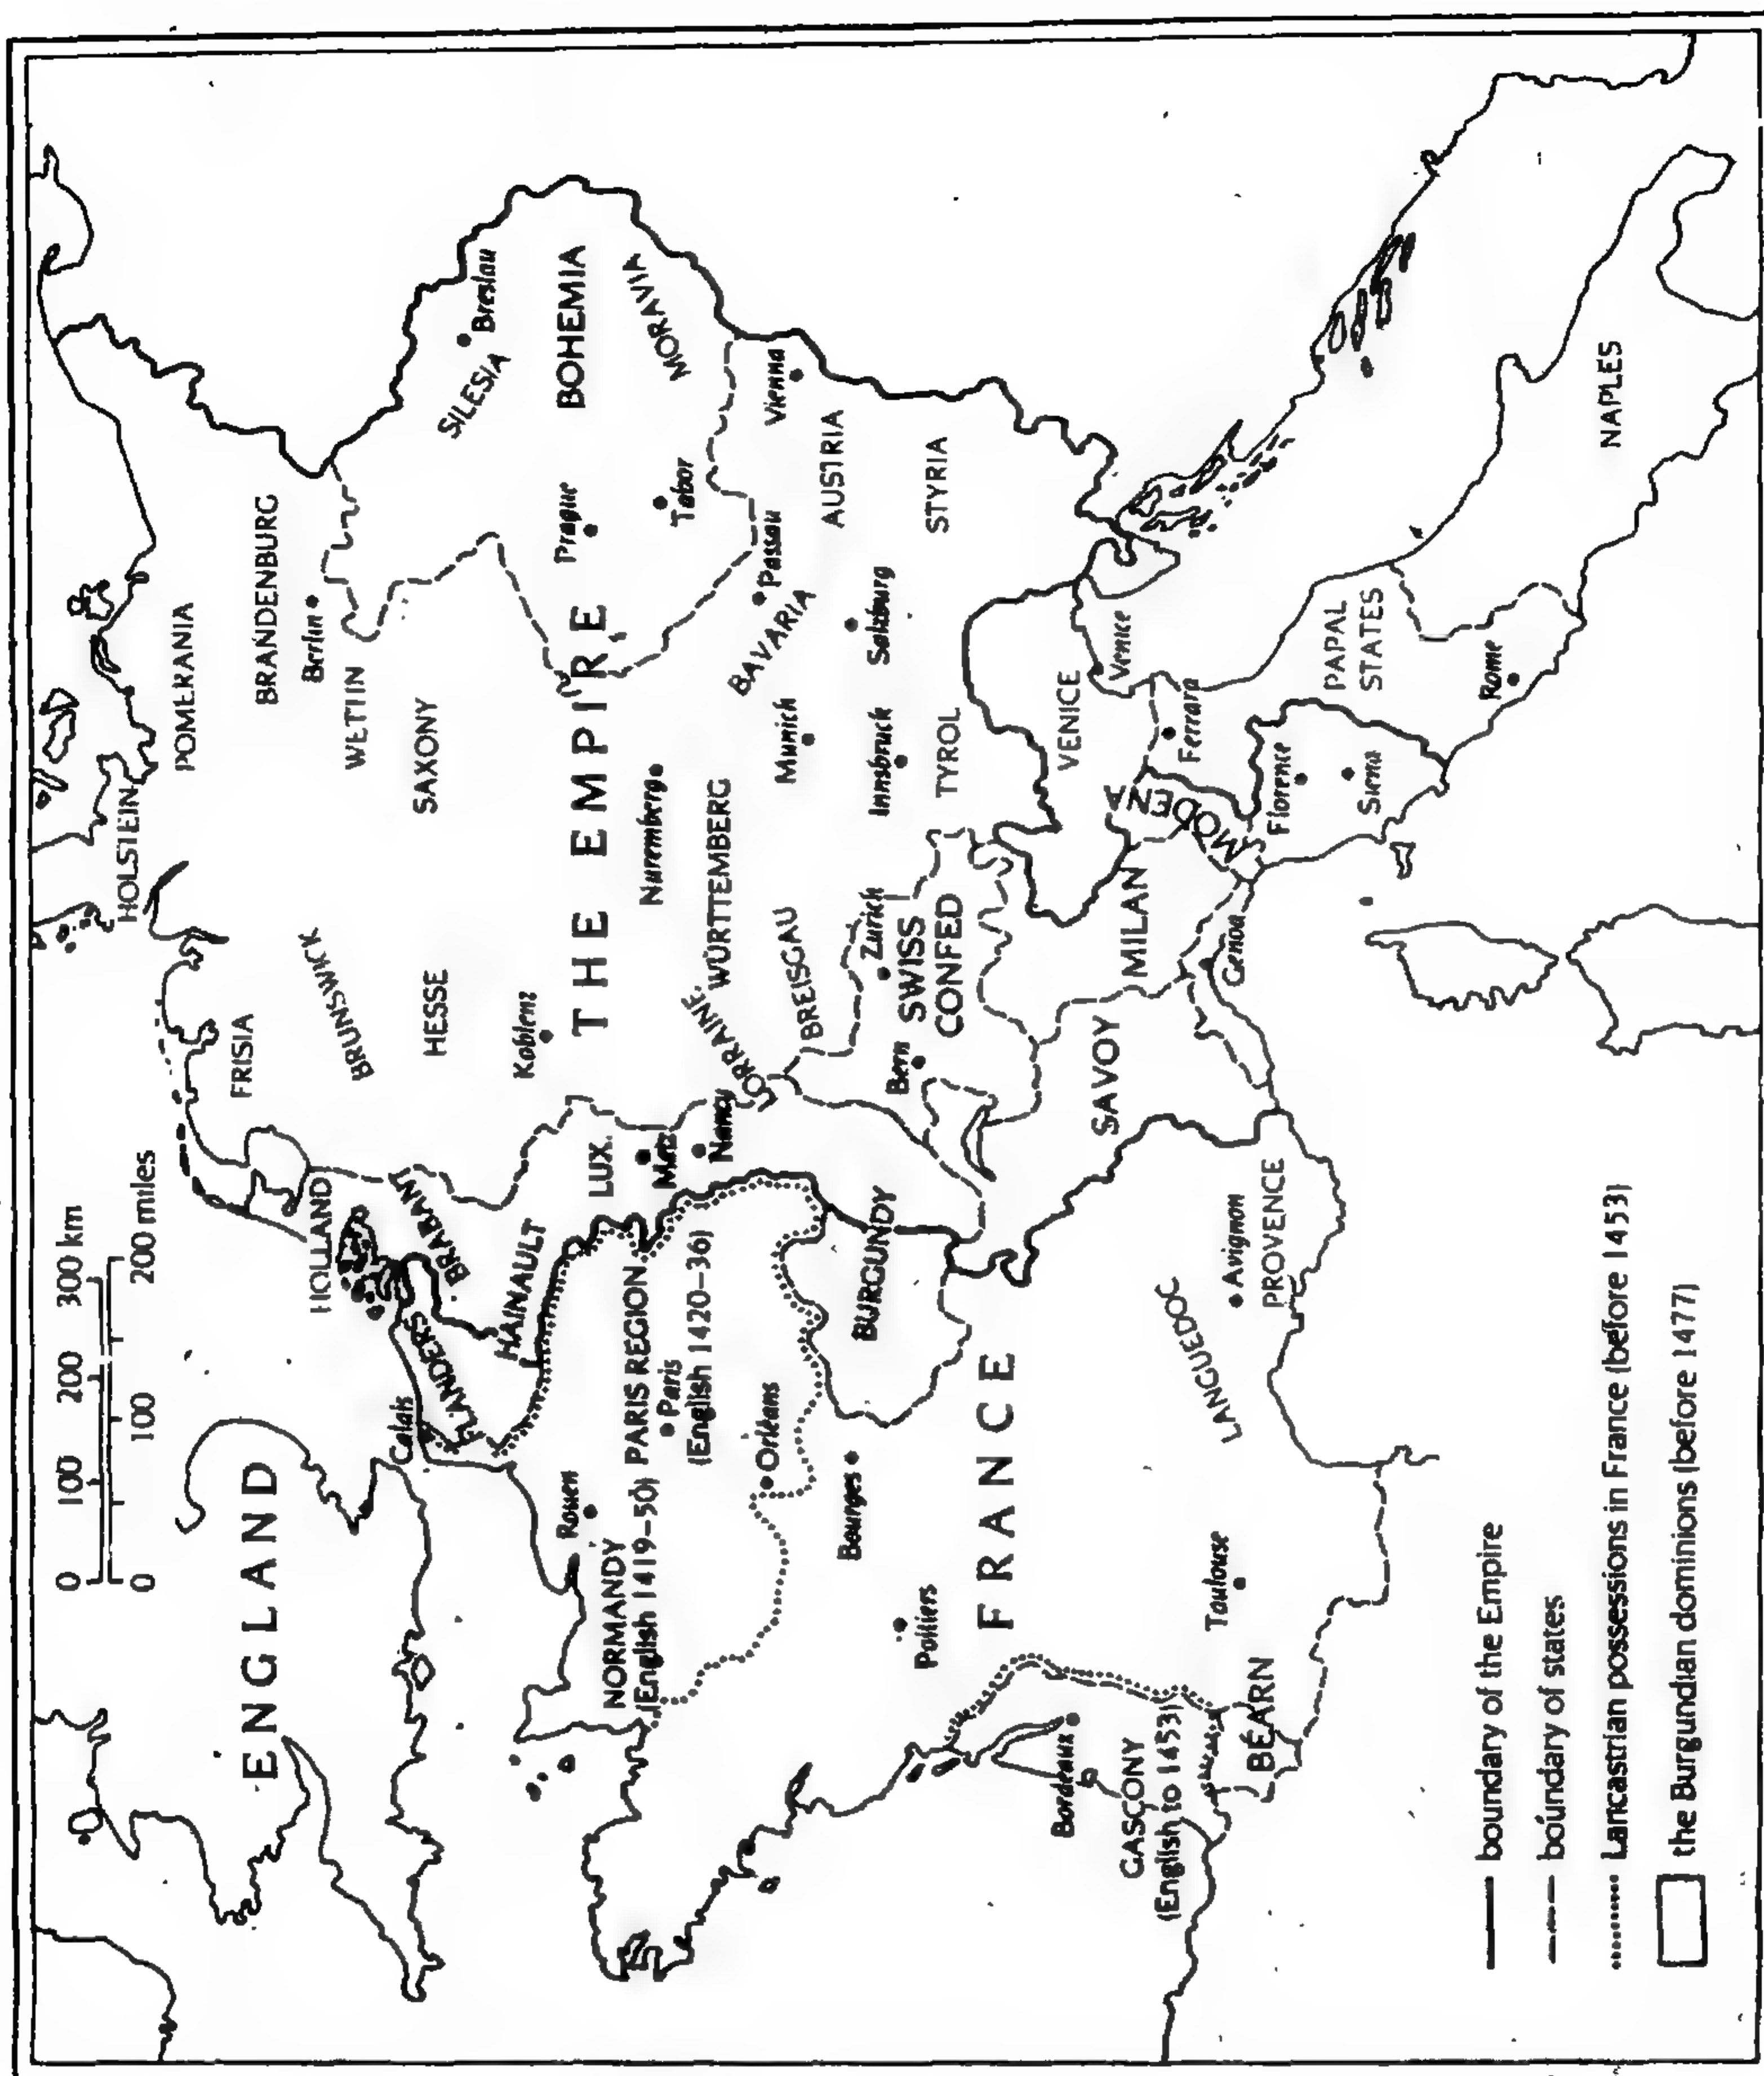 0 100 200 300 km
0 100 200 miles
ENGLAND
HOLSTEIN
POMERANIA
FRISIA
BRANDENBURG
Berlin
HOLLAND
BRUNSWICK
WETTIN
SAXONY
HESSE
BRABANT
FLANDERS
Calais
HAINAULT
Koblenz
SILESIA
Breslau
BOHEMIA
Prague
MORAVIA
Tabor
THE EMPIRE
Rouen
NORMANDY
(English 1419–50)
PARIS REGION
Paris
(English 1420–36)
LUX.
Metz
Nancy
LORRAINE
Nuremberg
WÜRTTEMBERG
BAVARIA
Passau
Vienna
Munich
Orléans
BREISGAU
AUSTRIA
Salzburg
Bourges
BURGUNDY
Zurich
Bern
SWISS
CONFED
Innsbruck
TYROL
STYRIA
Poitiers
FRANCE
VENICE
Venice
SAVOY
MILAN
MODENA
Ferrara
Bordeaux
GASCONY
(English to 1453)
LANGUEDOC
Avignon
PROVENCE
Genoa
Florence
Siena
PAPAL
STATES
Toulouse
BÉARN
Rome
NAPLES
boundary of the Empire
boundary of states
Lancastrian possessions in France (before 1453)
the Burgundian dominions (before 1477)